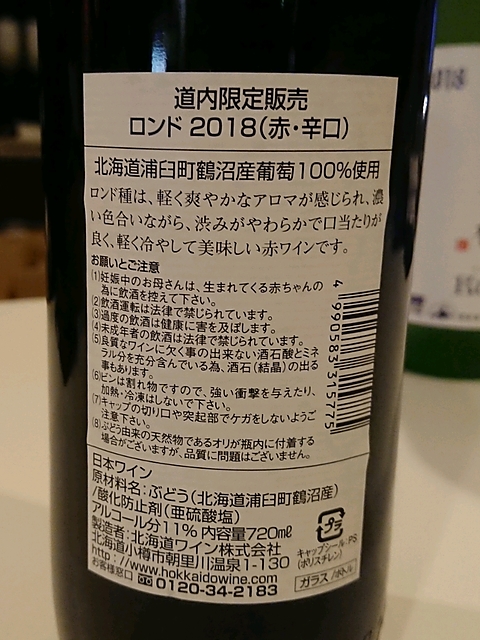 道内限定販売
ロンド 2018(赤・辛口)
北海道浦臼町鶴沼産葡萄100%使用
ロンド種は、軽く爽やかなアロマが感じられ、濃
い色合いながら、渋みがやわらかで口当たりが
良く、軽く冷やして美味しい赤ワインです。
お願いとご注意
(1)妊娠中のお母さんは、生まれてくる赤ちゃんの
為に飲酒を控えて下さい。
(2)飲酒運転は法律で禁じられています。
(3)過度の飲酒は健康に害を及ぼします。
(4)未成年者の飲酒は法律で禁じられています。
(5)良質なワインに欠く事の出来ない酒石酸とミネ
ラル分を充分含んでいる為、酒石(結晶)の出る
事もあります。
(6)ビンは割れ物ですので、強い衝撃を与えたり、
加熱・冷凍はしないで下さい。
(7)キャップの切り口や突起部でケガをしないようご
注意下さい。
(8)ぶどう由来の天然物であるオリが瓶内に付着する
場合がございますが、品質に問題はございません。
4990583315775
日本ワイン
原材料名:ぶどう(北海道浦臼町鶴沼産)
/酸化防止剤(亜硫酸塩)
アルコール分11% 内容量720㎖
製造者:北海道ワイン株式会社
北海道小樽市朝里川温泉1-130
http://www.hokkaidowine.com
お客様窓口 0120-34-2183
プラ
キャップシール:PS
(ポリスチレン)
ガラス/ボトル